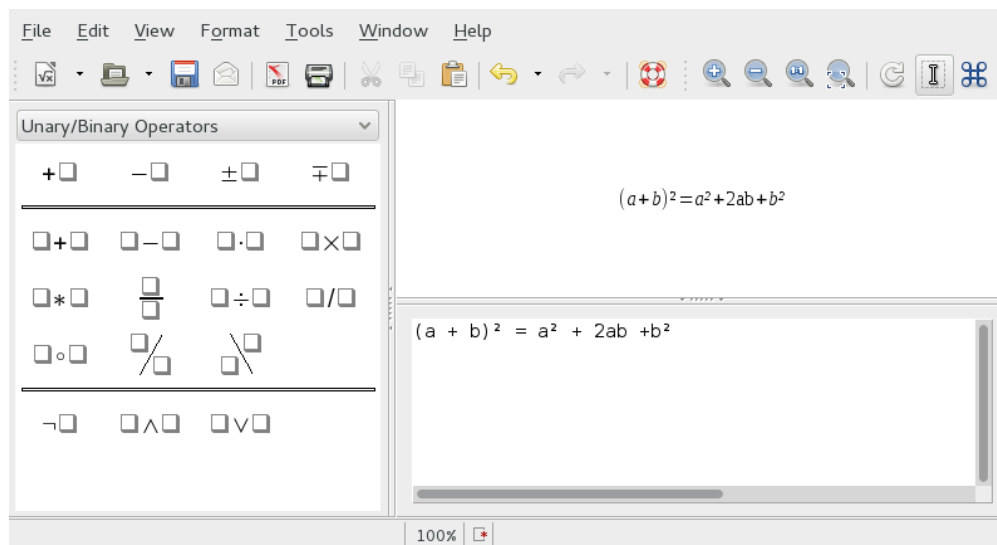 File Edit View Format Tools Window Help
Unary/Binary Operators
+□ −□ ±□ ∓□
□+□ □−□ □·□ □×□
□∗□ □/□ □÷□ □/□
□∘□ □⁄□ □\□
¬□ □∧□ □∨□
(a+b)²=a²+2ab+b²
(a + b)² = a² + 2ab +b²
100%